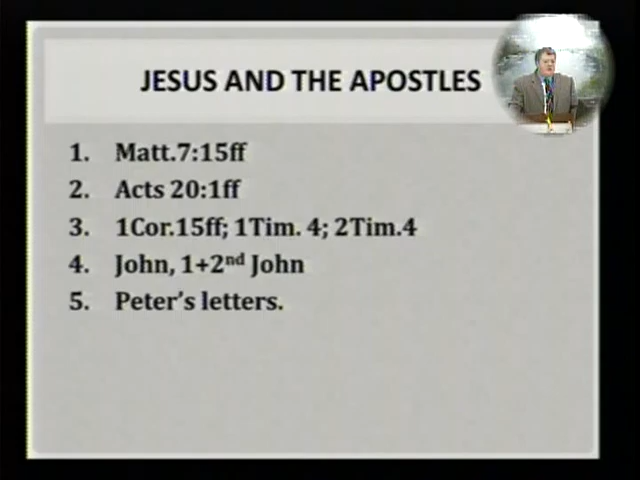 JESUS AND THE APOSTLES
1. Matt.7:15ff
2. Acts 20:1ff
3. 1Cor.15ff; 1Tim. 4; 2Tim.4
4. John, 1+2nd John
5. Peter's letters.